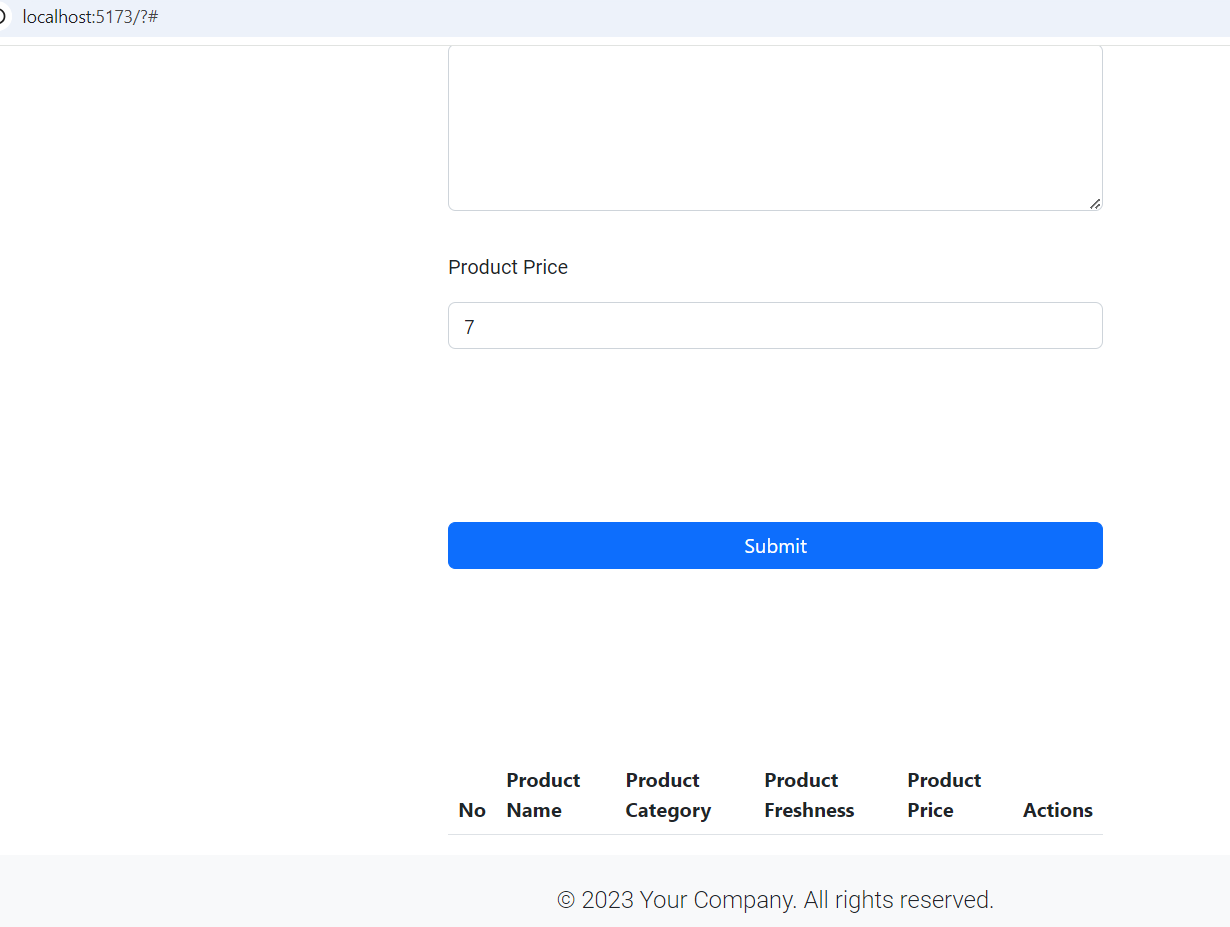 localhost:5173/?#
Product Price
7
Submit
No Product Name Product Category Product Freshness Product Price Actions
© 2023 Your Company. All rights reserved.